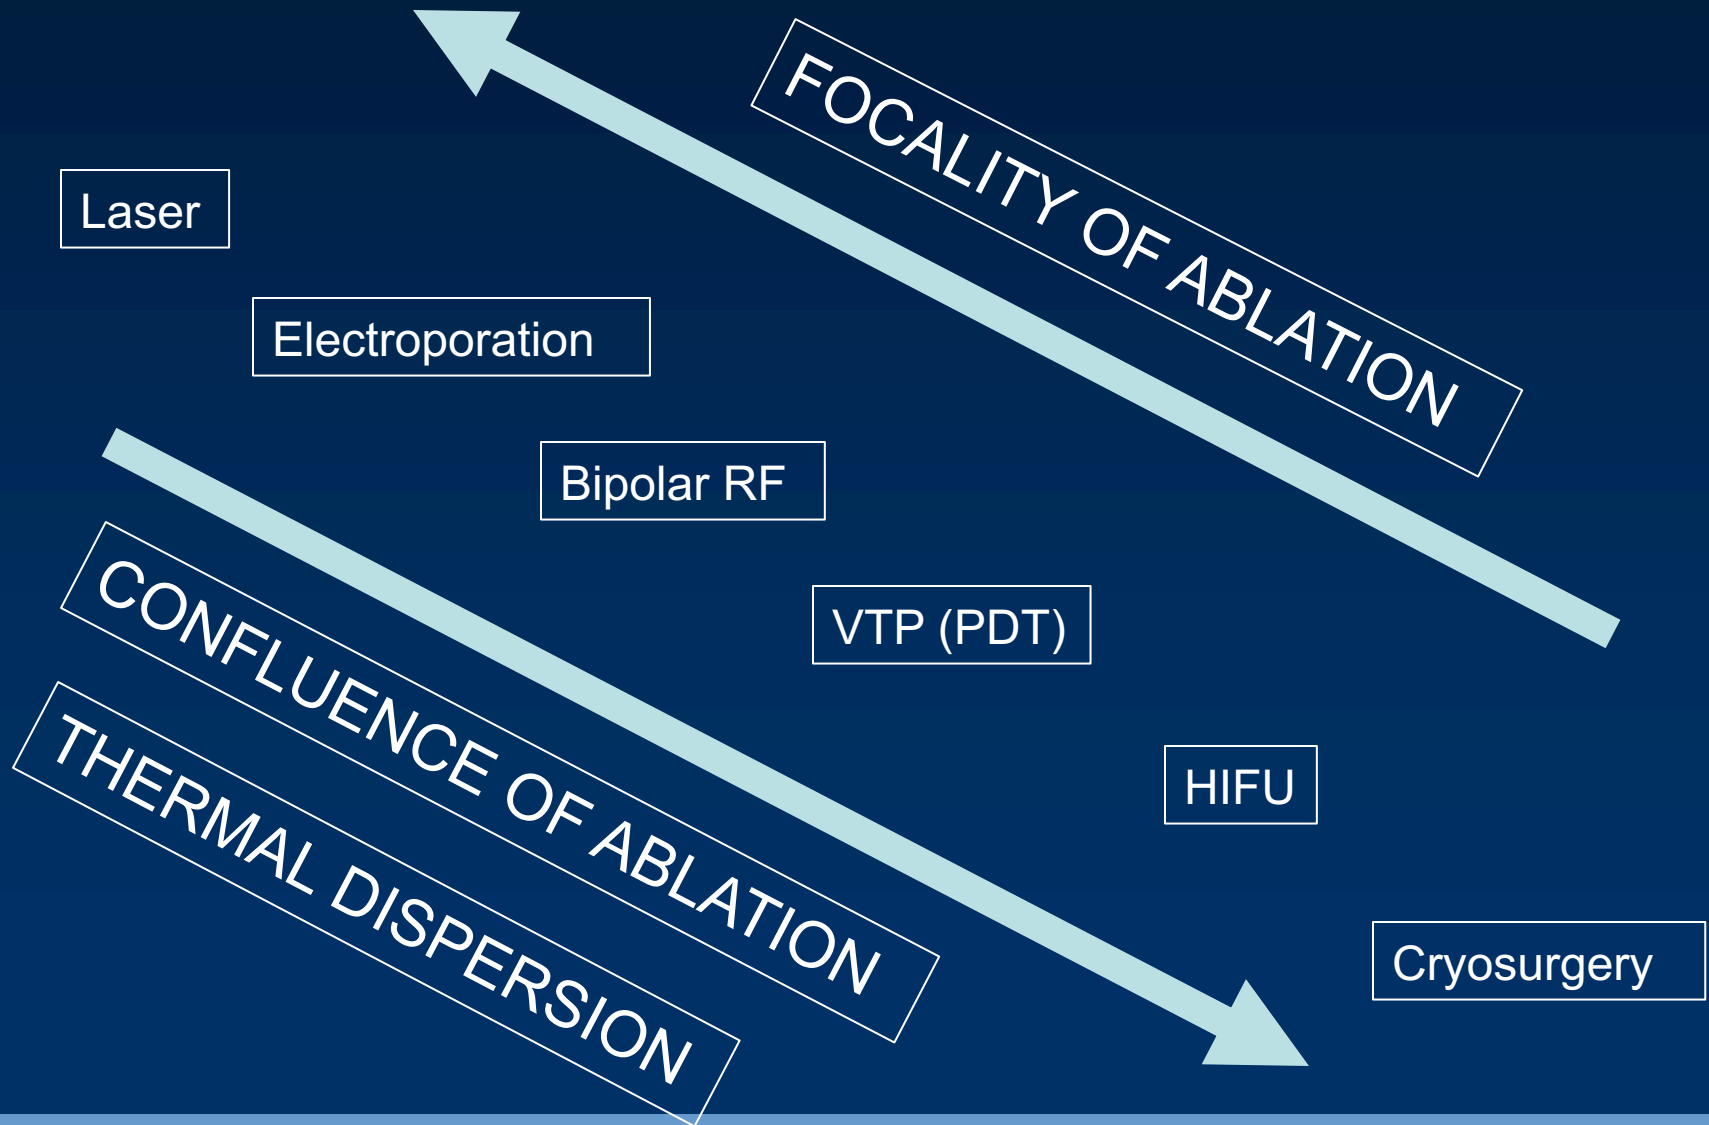 FOCALITY OF ABLATION
Laser
Electroporation
Bipolar RF
CONFLUENCE OF ABLATION
VTP (PDT)
THERMAL DISPERSION
HIFU
Cryosurgery